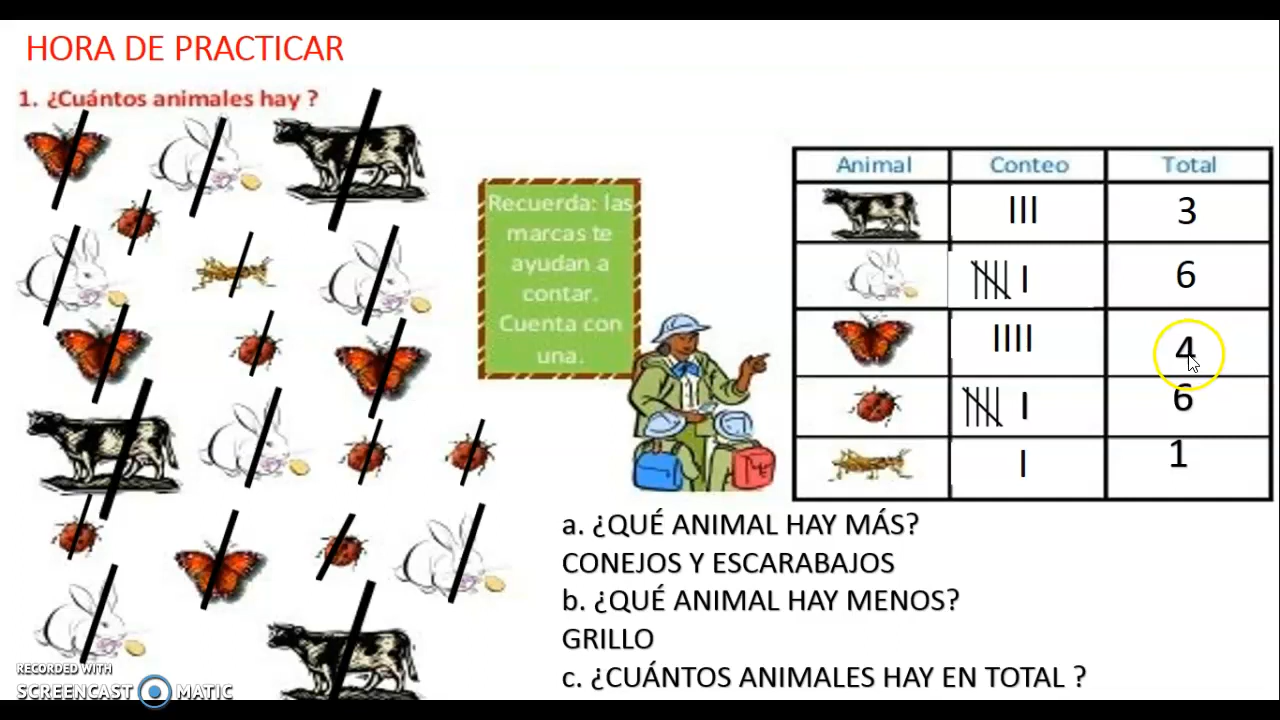 HORA DE PRACTICAR
1. ¿Cuántos animales hay ?
Recuerda: las
marcas te
ayudan a
contar.
Cuenta con
una.
Animal Conteo Total
III 3
IIII I 6
IIII 4
IIII I 6
I 1
a. ¿QUÉ ANIMAL HAY MÁS?
CONEJOS Y ESCARABAJOS
b. ¿QUÉ ANIMAL HAY MENOS?
GRILLO
c. ¿CUÁNTOS ANIMALES HAY EN TOTAL ?
RECORDED WITH
SCREENCAST MATIC